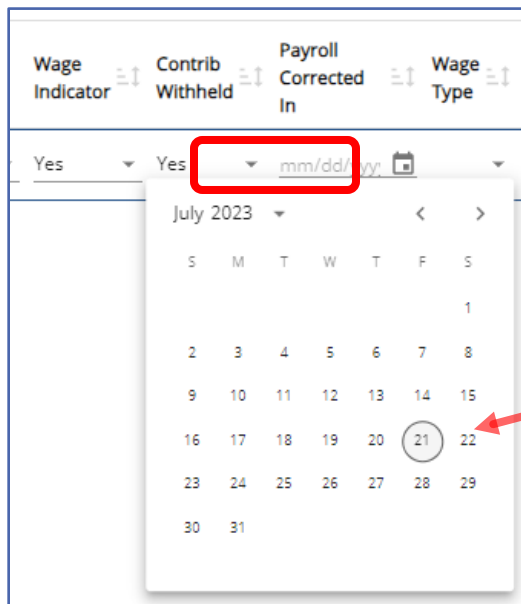 Wage Indicator
Contrib Withheld
Payroll Corrected In
Wage Type
Yes
Yes
mm/dd/yyyy
July 2023
S M T W T F S
1
2 3 4 5 6 7 8
9 10 11 12 13 14 15
16 17 18 19 20 21 22
23 24 25 26 27 28 29
30 31